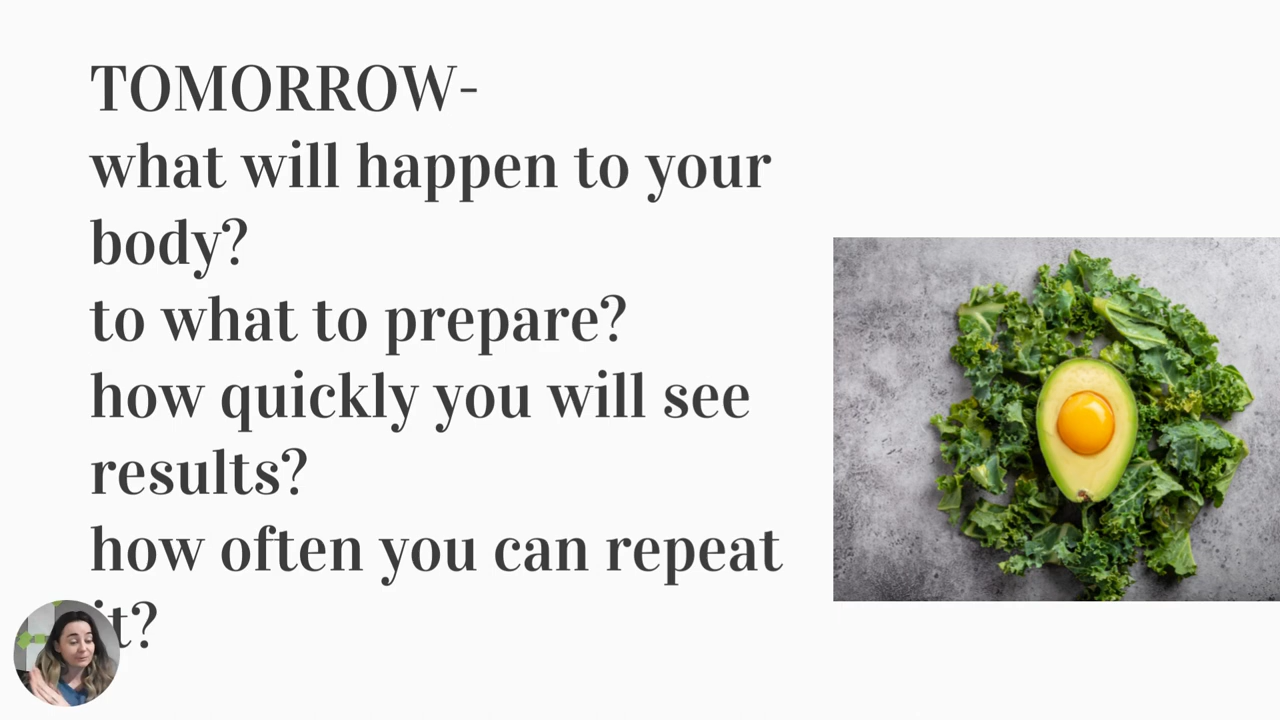 TOMORROW-
what will happen to your
body?
to what to prepare?
how quickly you will see
results?
how often you can repeat
it?